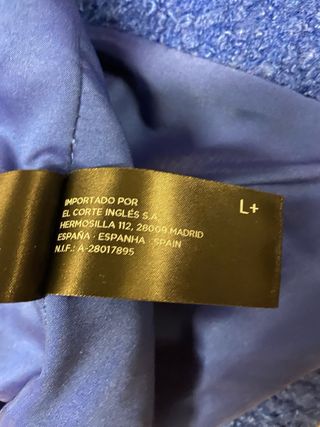 IMPORTADO POR
EL CORTE INGLÉS S.A.
HERMOSILLA 112, 28009 MADRID
ESPAÑA · ESPANHA · SPAIN
N.I.F.: A-28017895
L+